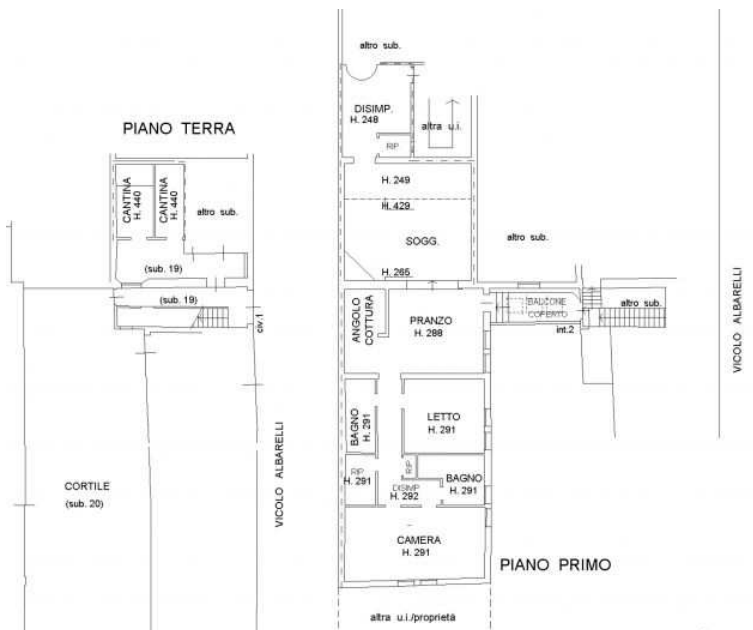 PIANO TERRA
CANTINA
H. 440
CANTINA
H. 440
altro sub.
(sub. 19)
(sub. 19)
civ.1
CORTILE
(sub. 20)
VICOLO ALBARELLI
altro sub.
DISIMP.
H. 248
RIP
altra u.i.
H. 249
H. 429
SOGG.
H. 265
altro sub.
ANGOLO
COTTURA
PRANZO
H. 288
BALCONE
COPERTO
int.2
altro sub.
VICOLO ALBARELLI
BAGNO
H. 291
LETTO
H. 291
RIP
H. 291
RIP
DISIMP
H. 292
BAGNO
H. 291
CAMERA
H. 291
PIANO PRIMO
altra u.i./proprietà